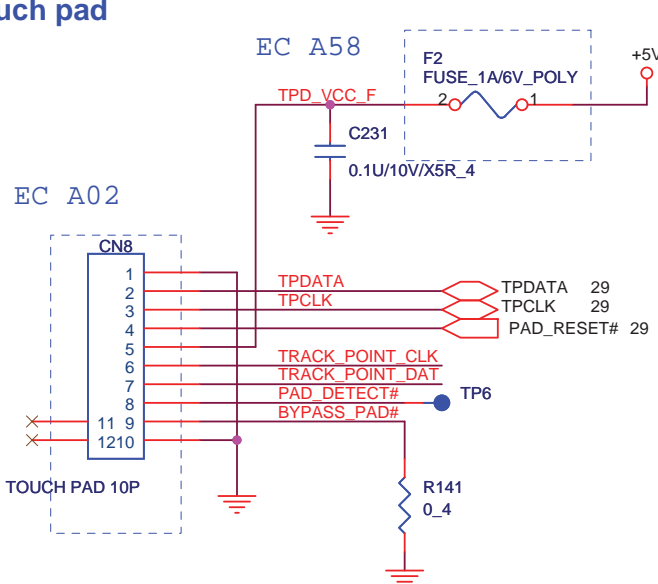 uch pad
EC A58
F2
FUSE_1A/6V_POLY
+5V
TPD_VCC_F
2
1
C231
0.1U/10V/X5R_4
EC A02
CN8
1
2
3
4
5
6
7
8
11 9
1210
TPDATA
TPCLK
TPDATA 29
TPCLK 29
PAD_RESET# 29
TRACK_POINT_CLK
TRACK_POINT_DAT
PAD_DETECT#
TP6
BYPASS_PAD#
TOUCH PAD 10P
R141
0_4